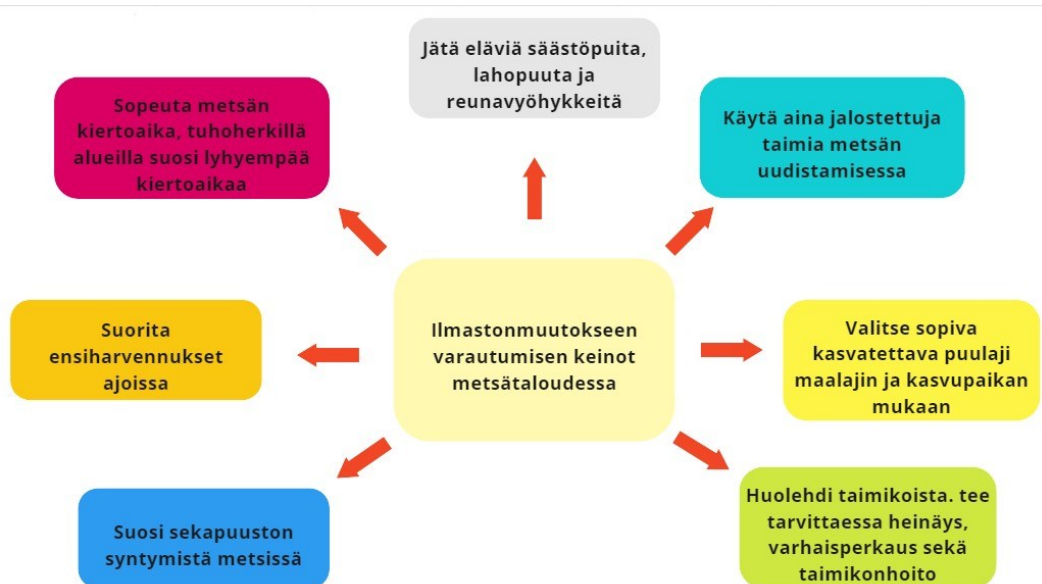 Jätä eläviä säästöpuita,
lahopuuta ja
reunavyöhykkeitä
Sopeuta metsän
kiertoaika, tuhoherkillä
alueilla suosi lyhyempää
kiertoaikaa
Käytä aina jalostettuja
taimia metsän
uudistamisessa
Suorita
ensiharvennukset
ajoissa
Ilmastonmuutokseen
varautumisen keinot
metsätaloudessa
Valitse sopiva
kasvatettava puulaji
maalajin ja kasvupaikan
mukaan
Suosi sekapuuston
syntymistä metsissä
Huolehdi taimikoista. tee
tarvittaessa heinäys,
varhaisperkaus sekä
taimikonhoito